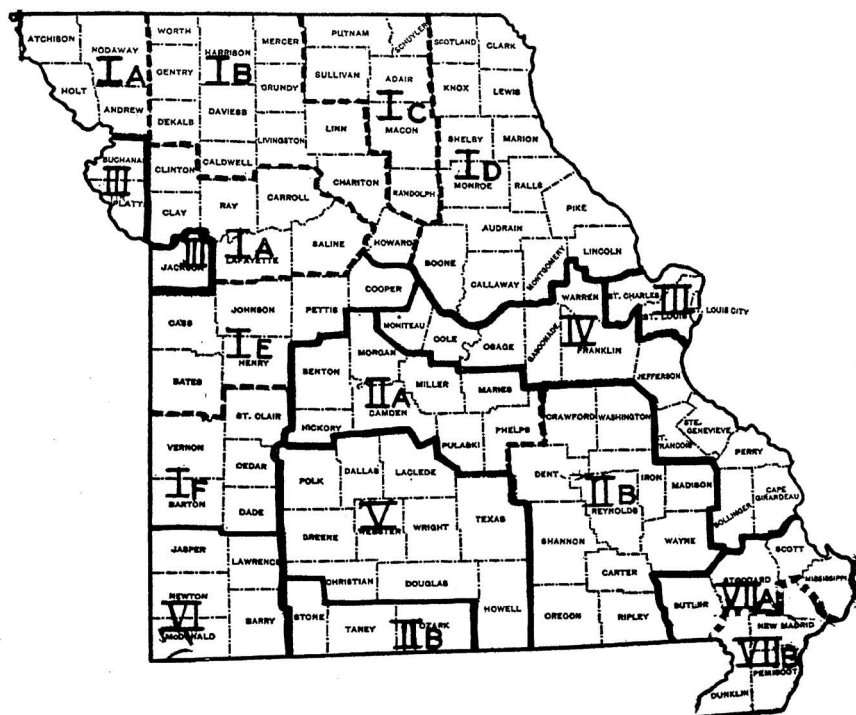 ATCHISON
NODAWAY
WORTH
HARRISON
MERCER
PUTNAM
SCHUYLER
SCOTLAND
CLARK
IA
IB
GENTRY
SULLIVAN
ADAIR
HOLT
ANDREW
GRUNDY
IC
KNOX
LEWIS
DEKALB
DAVIESS
LINN
MACON
SHELBY
MARION
LIVINGSTON
ID
BUCHANAN
CLINTON
CALDWELL
CHARITON
RANDOLPH
MONROE
RALLS
III
PLATT
CLAY
RAY
CARROLL
PIKE
AUDRAIN
III
IA
SALINE
HOWARD
BOONE
MONTGOMERY
LINCOLN
JACKSON
LAFAYETTE
CALLAWAY
COOPER
WARREN
ST. CHARLES
III
JOHNSON
PETTIS
ST. LOUIS
LOUIS CITY
CASS
MONITEAU
COLE
OSAGE
GASCONADE
IV
IE
MORGAN
FRANKLIN
HENRY
BENTON
MILLER
MARIES
JEFFERSON
BATES
IIA
CAMDEN
ST. CLAIR
HICKORY
PULASKI
PHELPS
CRAWFORD
WASHINGTON
STE. GENEVIEVE
ST. FRANCOIS
VERNON
PERRY
CEDAR
POLK
DALLAS
LACLEDE
DENT
IRON
MADISON
IF
IIB
CAPE GIRARDEAU
BARTON
DADE
V
REYNOLDS
BOLLINGER
GREENE
WEBSTER
WRIGHT
TEXAS
SHANNON
WAYNE
JASPER
LAWRENCE
SCOTT
CARTER
STODDARD
MISSISSIPPI
CHRISTIAN
DOUGLAS
NEWTON
VIIA
VI
BARRY
STONE
TANEY
OZARK
HOWELL
OREGON
RIPLEY
BUTLER
McDONALD
IIB
NEW MADRID
VIIB
PEMISCOT
DUNKLIN